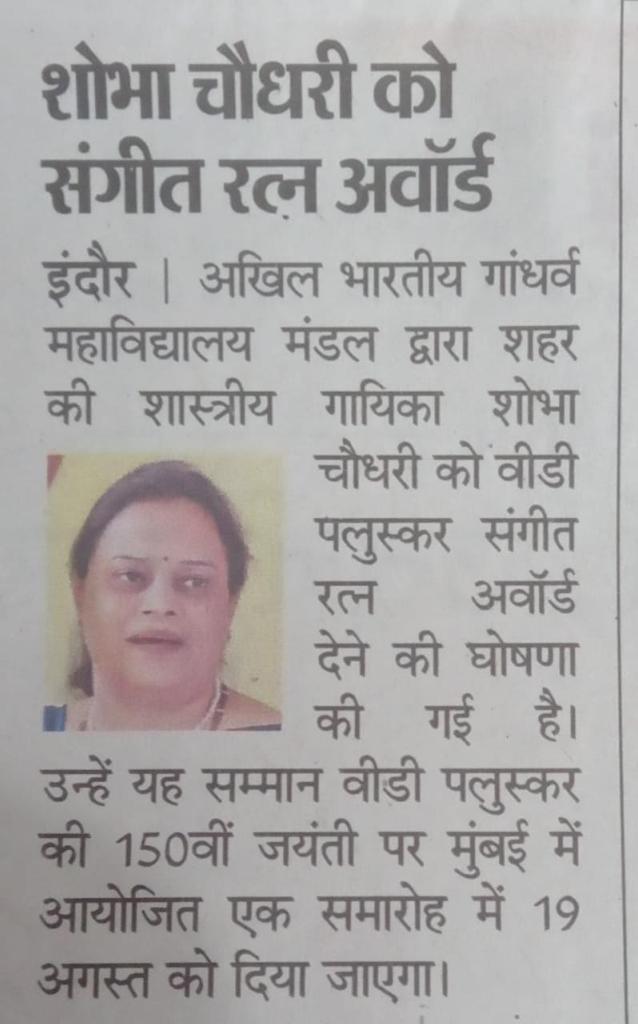 शोभा चौधरी को
संगीत रत्न अवॉर्ड
इंदौर | अखिल भारतीय गांधर्व
महाविद्यालय मंडल द्वारा शहर
की शास्त्रीय गायिका शोभा
चौधरी को वीडी
पलुस्कर संगीत
रत्न अवॉर्ड
देने की घोषणा
की गई है।
उन्हें यह सम्मान वीडी पलुस्कर
की 150वीं जयंती पर मुंबई में
आयोजित एक समारोह में 19
अगस्त को दिया जाएगा।